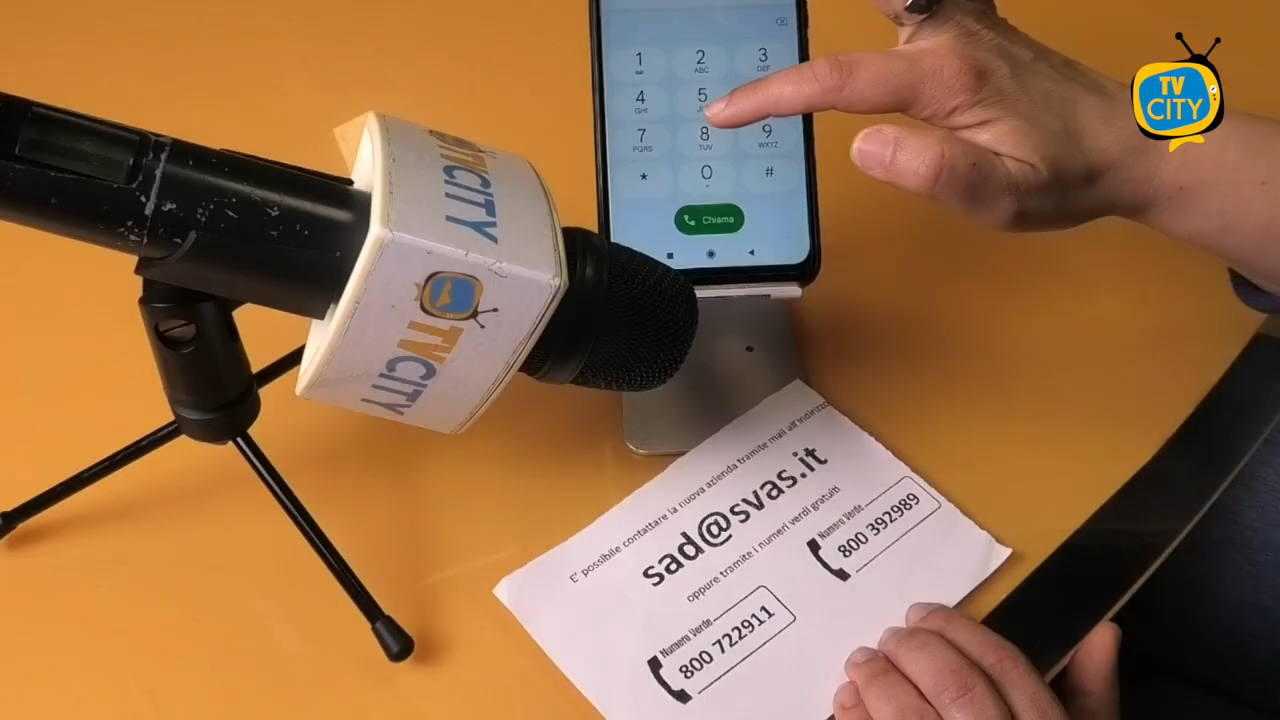 1
2
ABC
3
DEF
4
GHI
5
7
PQRS
8
TUV
9
WXYZ
*
0
#
Chiama
TV
CITY
TVCITY
TVCITY
E' possibile contattare la nuova azienda tramite mail all'indirizzo
sad@svas.it
oppure tramite i numeri verdi gratuiti
Numero Verde
800 392989
Numero Verde
800 722911